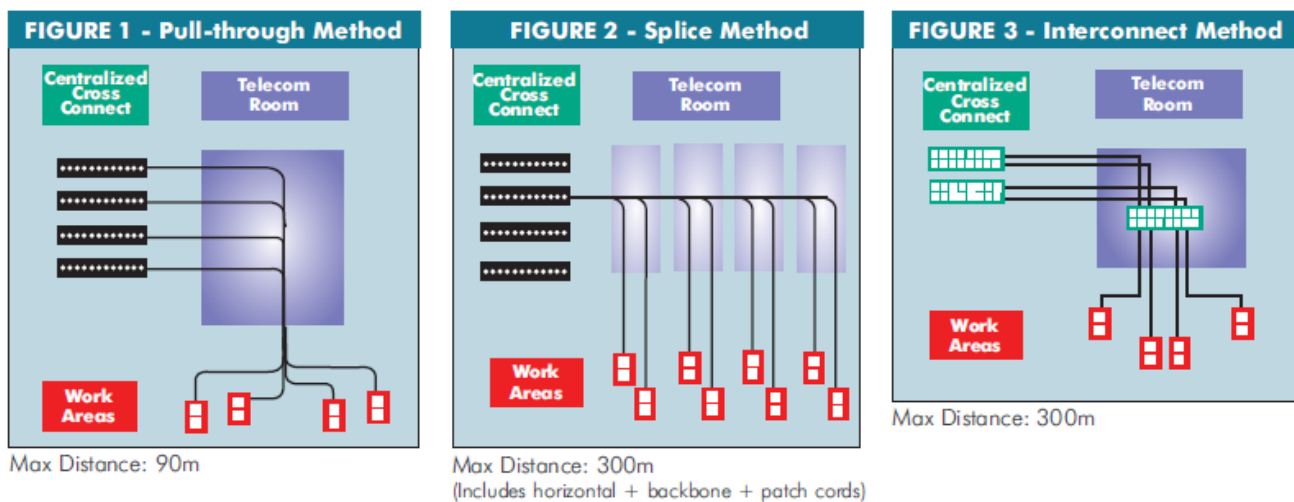 FIGURE 1 - Pull-through Method
Centralized
Cross
Connect
Telecom
Room
Work
Areas
Max Distance: 90m
FIGURE 2 - Splice Method
Centralized
Cross
Connect
Telecom
Room
Work
Areas
Max Distance: 300m
(Includes horizontal + backbone + patch cords)
FIGURE 3 - Interconnect Method
Centralized
Cross
Connect
Telecom
Room
Work
Areas
Max Distance: 300m